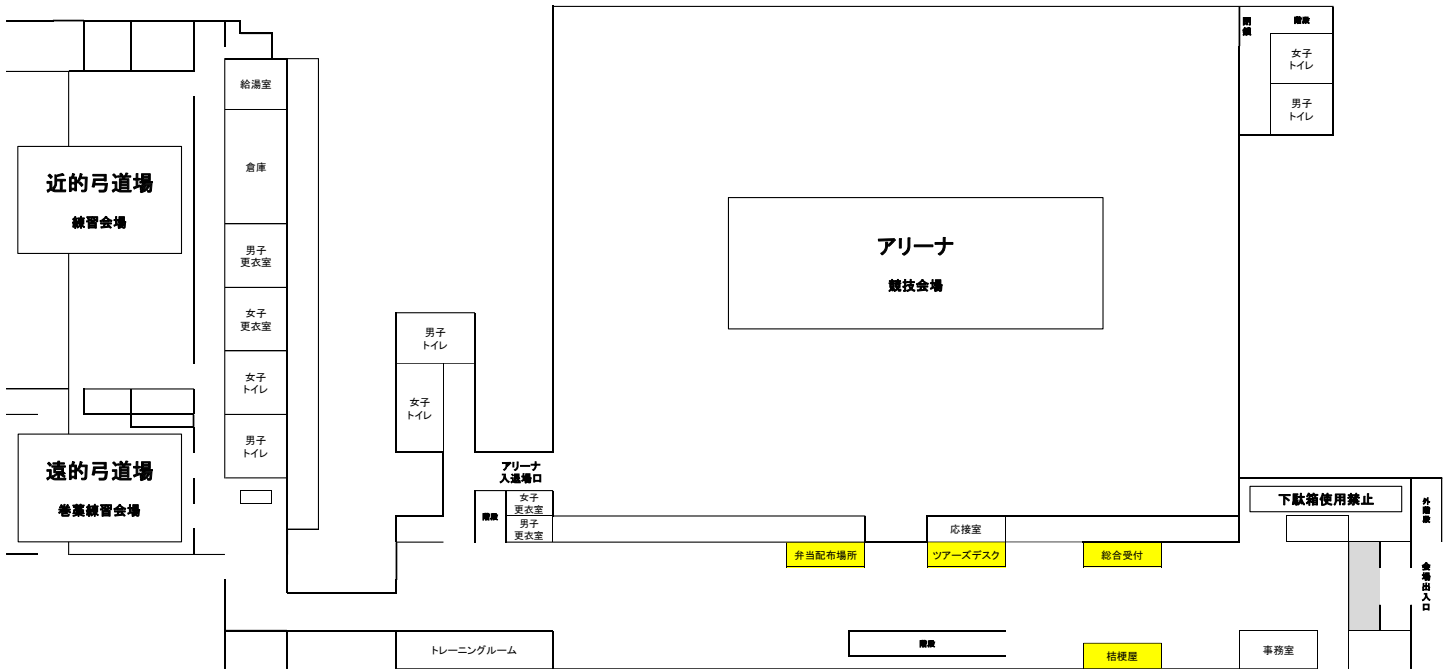 閉鎖
階段
女子
トイレ
男子
トイレ
給湯室
倉庫
近的弓道場
練習会場
男子
更衣室
女子
更衣室
女子
トイレ
男子
トイレ
遠的弓道場
巻藁練習会場
アリーナ
競技会場
男子
トイレ
女子
トイレ
アリーナ
入退場口
階段
女子
更衣室
男子
更衣室
応接室
弁当配布場所
ツアーズデスク
総合受付
下駄箱使用禁止
外階段
会場出入口
トレーニングルーム
階段
桔梗屋
事務室